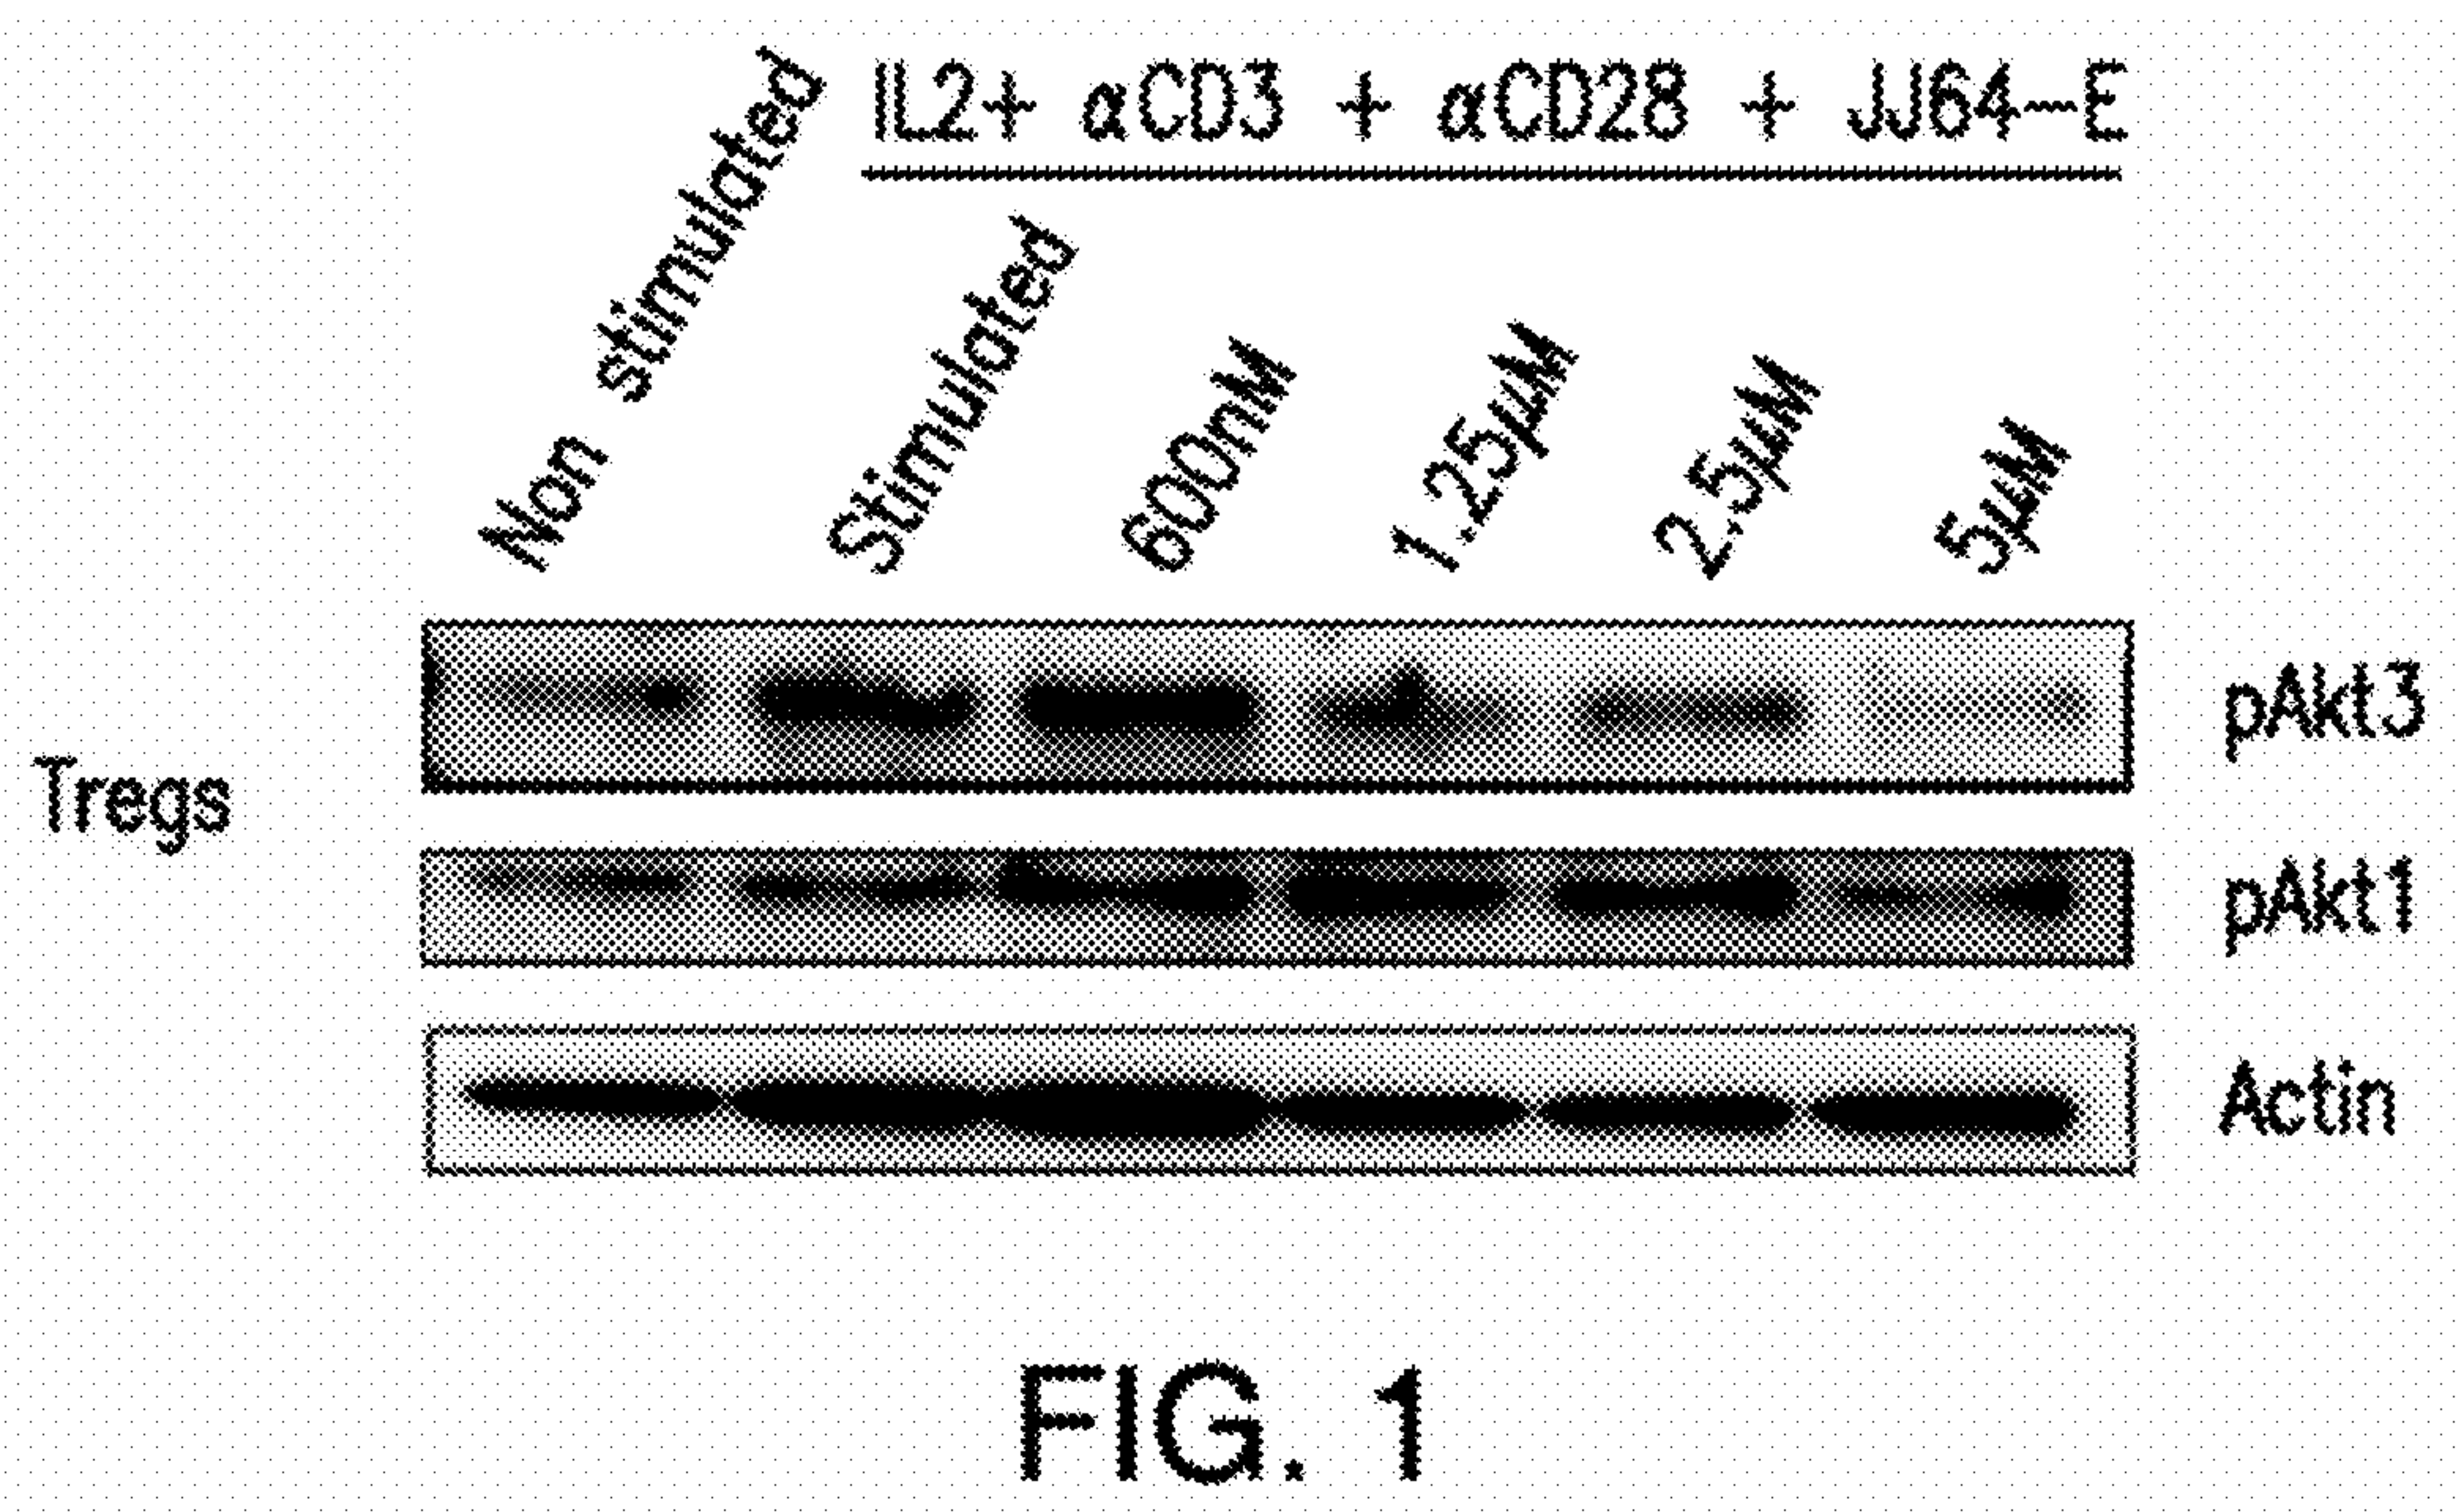 IL2+ αCD3 + αCD28 + JJ64-E
Non stimulated
Stimulated
600nM
1.25µM
2.5µM
5µM
Tregs
pAkt3
pAkt1
Actin
FIG. 1